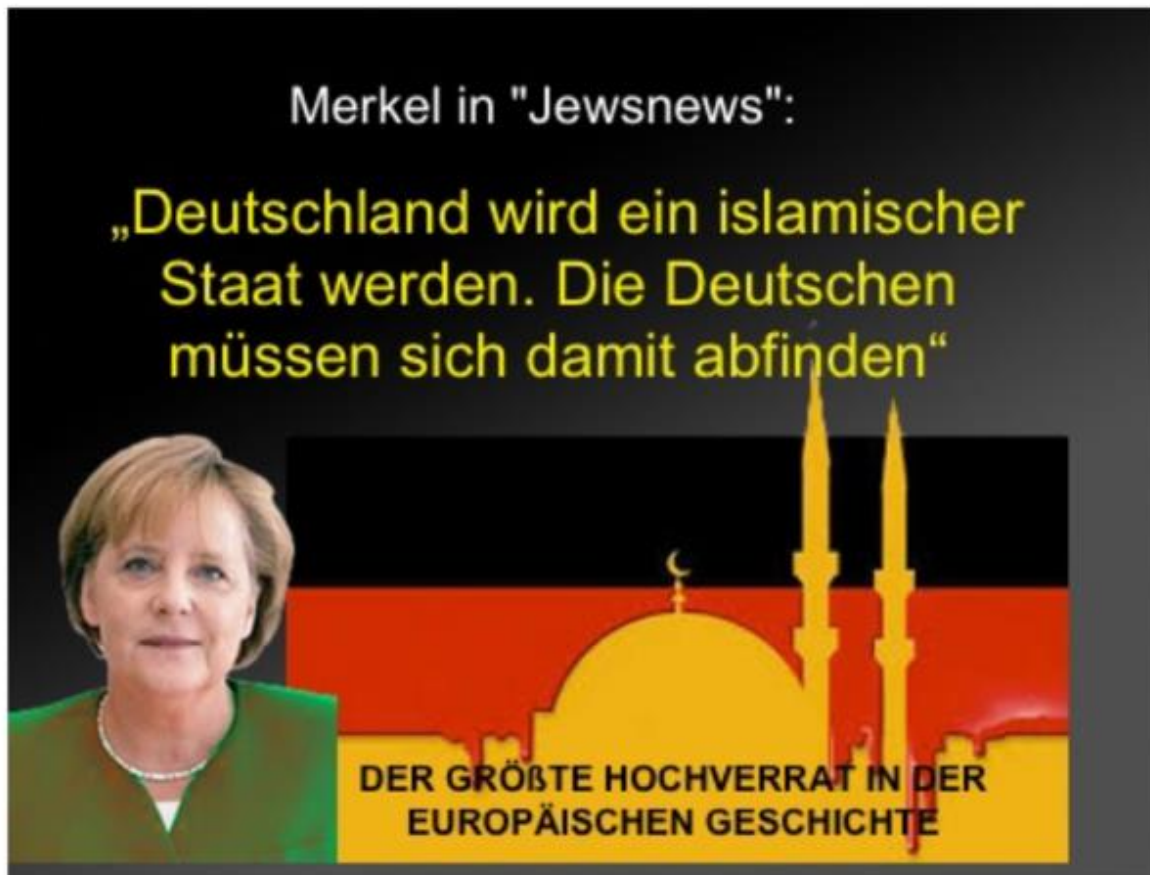 Merkel in "Jewsnews":
„Deutschland wird ein islamischer
Staat werden. Die Deutschen
müssen sich damit abfinden“
DER GRÖßTE HOCHVERRAT IN DER
EUROPÄISCHEN GESCHICHTE